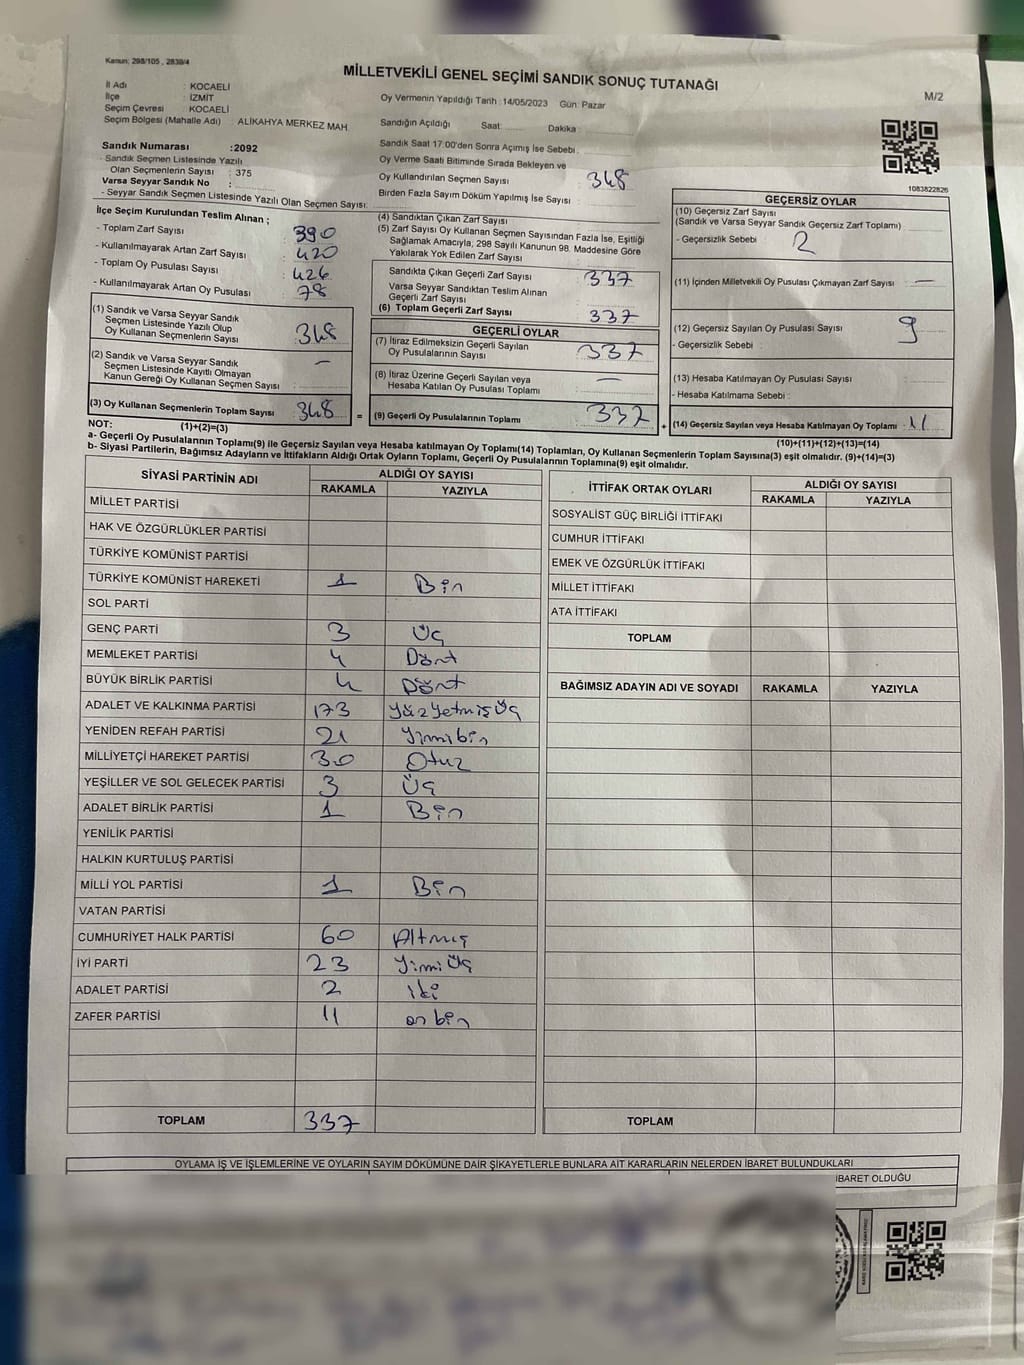 Kanun: 298/105 , 2839/4
MİLLETVEKİLİ GENEL SEÇİMİ SANDIK SONUÇ TUTANAĞI
M/2
İl Adı : KOCAELİ
İlçe : İZMİT
Seçim Çevresi KOCAELİ
Seçim Bölgesi (Mahalle Adı) : ALİKAHYA MERKEZ MAH.
Oy Vermenin Yapıldığı Tarih : 14/05/2023 Gün: Pazar
Sandığın Açıldığı Saat: Dakika :
Sandık Saat 17:00'den Sonra Açımış İse Sebebi :
Oy Verme Saati Bitiminde Sırada Bekleyen ve
Oy Kullandırılan Seçmen Sayısı : 348
Birden Fazla Sayım Döküm Yapılmış İse Sayısı :
Sandık Numarası :2092
- Sandık Seçmen Listesinde Yazılı
Olan Seçmenlerin Sayısı : 375
Varsa Seyyar Sandık No :
- Seyyar Sandık Seçmen Listesinde Yazılı Olan Seçmen Sayısı:
1083822826
İlçe Seçim Kurulundan Teslim Alınan ;
- Toplam Zarf Sayısı : 390
- Kullanılmayarak Artan Zarf Sayısı : 420
- Toplam Oy Pusulası Sayısı : 426
- Kullanılmayarak Artan Oy Pusulası : 78
(1) Sandık ve Varsa Seyyar Sandık
Seçmen Listesinde Yazılı Olup
Oy Kullanan Seçmenlerin Sayısı : 348
(2) Sandık ve Varsa Seyyar Sandık
Seçmen Listesinde Kayıtlı Olmayan
Kanun Gereği Oy Kullanan Seçmen Sayısı : —
(3) Oy Kullanan Seçmenlerin Toplam Sayısı : 348
=
(4) Sandıktan Çıkan Zarf Sayısı
(5) Zarf Sayısı Oy Kullanan Seçmen Sayısından Fazla İse, Eşitliği
Sağlamak Amacıyla, 298 Sayılı Kanunun 98. Maddesine Göre
Yakılarak Yok Edilen Zarf Sayısı :
Sandıkta Çıkan Geçerli Zarf Sayısı : 337
Varsa Seyyar Sandıktan Teslim Alınan
Geçerli Zarf Sayısı :
(6) Toplam Geçerli Zarf Sayısı : 337
GEÇERLİ OYLAR
(7) İtiraz Edilmeksizin Geçerli Sayılan
Oy Pusulalarının Sayısı : 337
(8) İtiraz Üzerine Geçerli Sayılan veya
Hesaba Katılan Oy Pusulası Toplamı : —
(9) Geçerli Oy Pusulalarının Toplamı : 337
+
GEÇERSİZ OYLAR
(10) Geçersiz Zarf Sayısı
(Sandık ve Varsa Seyyar Sandık Geçersiz Zarf Toplamı) :
- Geçersizlik Sebebi : 2
(11) İçinden Milletvekili Oy Pusulası Çıkmayan Zarf Sayısı : —
(12) Geçersiz Sayılan Oy Pusulası Sayısı : 9
- Geçersizlik Sebebi :
(13) Hesaba Katılmayan Oy Pusulası Sayısı :
- Hesaba Katılmama Sebebi :
(14) Geçersiz Sayılan veya Hesaba Katılmayan Oy Toplamı : 11
NOT: (1)+(2)=(3)
(10)+(11)+(12)+(13)=(14)
a- Geçerli Oy Pusulalarının Toplamı(9) ile Geçersiz Sayılan veya Hesaba katılmayan Oy Toplamı(14) Toplamları, Oy Kullanan Seçmenlerin Toplam Sayısına(3) eşit olmalıdır. (9)+(14)=(3)
b- Siyasi Partilerin, Bağımsız Adayların ve İttifakların Aldığı Ortak Oyların Toplamı, Geçerli Oy Pusulalarının Toplamına(9) eşit olmalıdır.
SİYASİ PARTİNİN ADI ALDIĞI OY SAYISI
RAKAMLA YAZIYLA
MİLLET PARTİSİ
HAK VE ÖZGÜRLÜKLER PARTİSİ
TÜRKİYE KOMÜNİST PARTİSİ
TÜRKİYE KOMÜNİST HAREKETİ 1 Bir
SOL PARTİ
GENÇ PARTİ 3 Üç
MEMLEKET PARTİSİ 4 Dört
BÜYÜK BİRLİK PARTİSİ 4 Dört
ADALET VE KALKINMA PARTİSİ 173 YüzYetmişÜç
YENİDEN REFAH PARTİSİ 21 Yirmibir
MİLLİYETÇİ HAREKET PARTİSİ 30 Otuz
YEŞİLLER VE SOL GELECEK PARTİSİ 3 Üç
ADALET BİRLİK PARTİSİ 1 Bir
YENİLİK PARTİSİ
HALKIN KURTULUŞ PARTİSİ
MİLLİ YOL PARTİSİ 1 Bir
VATAN PARTİSİ
CUMHURİYET HALK PARTİSİ 60 Altmış
İYİ PARTİ 23 YirmiÜç
ADALET PARTİSİ 2 iki
ZAFER PARTİSİ 11 onbir
TOPLAM 337
İTTİFAK ORTAK OYLARI ALDIĞI OY SAYISI
RAKAMLA YAZIYLA
SOSYALİST GÜÇ BİRLİĞİ İTTİFAKI
CUMHUR İTTİFAKI
EMEK VE ÖZGÜRLÜK İTTİFAKI
MİLLET İTTİFAKI
ATA İTTİFAKI
TOPLAM
BAĞIMSIZ ADAYIN ADI VE SOYADI RAKAMLA YAZIYLA
TOPLAM
OYLAMA İŞ VE İŞLEMLERİNE VE OYLARIN SAYIM DÖKÜMÜNE DAİR ŞİKAYETLERLE BUNLARA AİT KARARLARIN NELERDEN İBARET BULUNDUKLARI
İBARET OLDUĞU